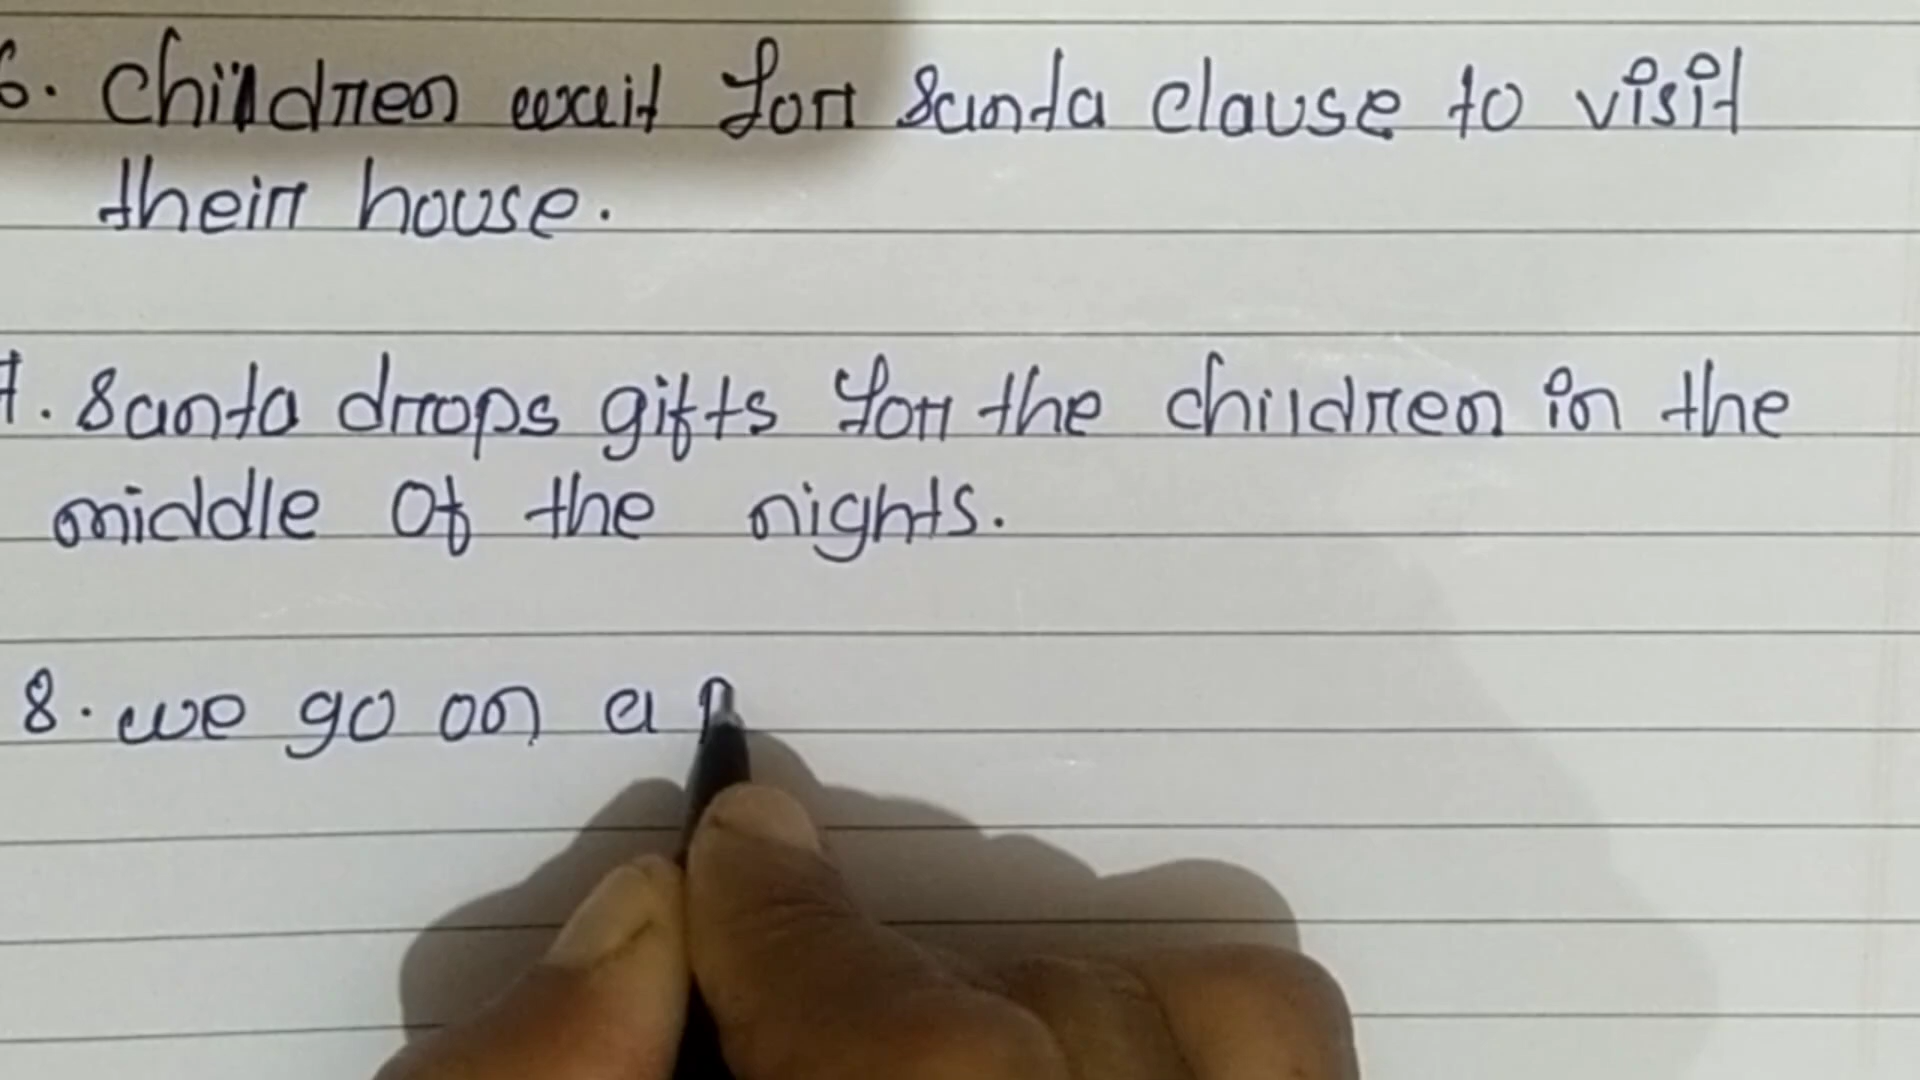 6. Children wait for Santa clause to visit
their house.
7. Santa drops gifts for the children in the
middle of the nights.
8. we go on a